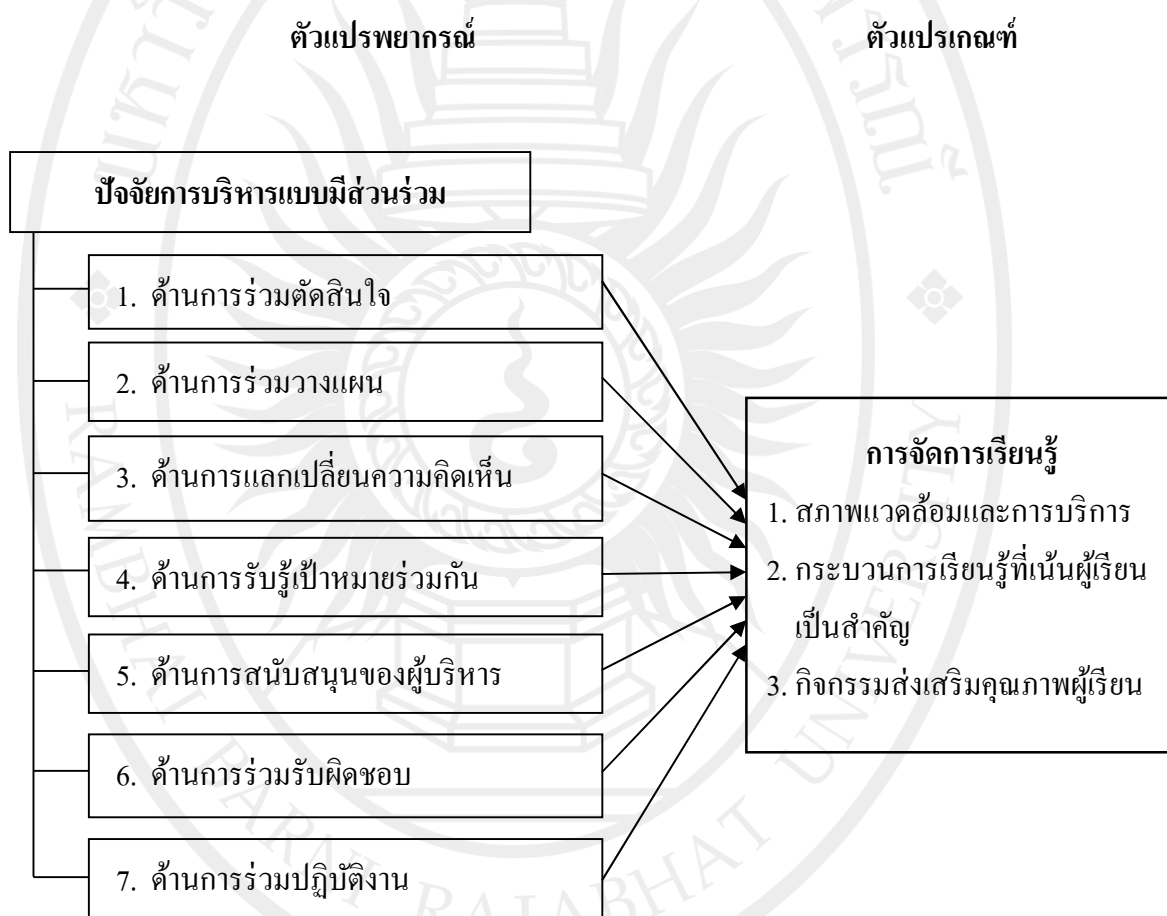 ตัวแปรพยากรณ์
ตัวแปรเกณฑ์
ปัจจัยการบริหารแบบมีส่วนร่วม
1. ด้านการร่วมตัดสินใจ
2. ด้านการร่วมวางแผน
3. ด้านการแลกเปลี่ยนความคิดเห็น
4. ด้านการรับรู้เป้าหมายร่วมกัน
5. ด้านการสนับสนุนของผู้บริหาร
6. ด้านการร่วมรับผิดชอบ
7. ด้านการร่วมปฏิบัติงาน
การจัดการเรียนรู้
1. สภาพแวดล้อมและการบริการ
2. กระบวนการเรียนรู้ที่เน้นผู้เรียน
เป็นสำคัญ
3. กิจกรรมส่งเสริมคุณภาพผู้เรียน
RAMBHAI BARNI RAJABHAT UNIVERSITY